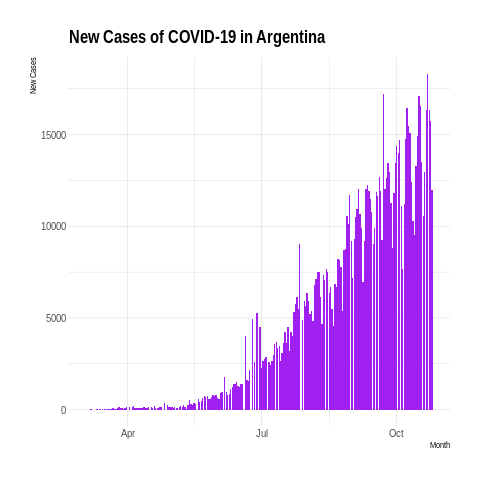 New Cases of COVID-19 in Argentina
New Cases
15000
10000
5000
0
Apr
Jul
Oct
Month